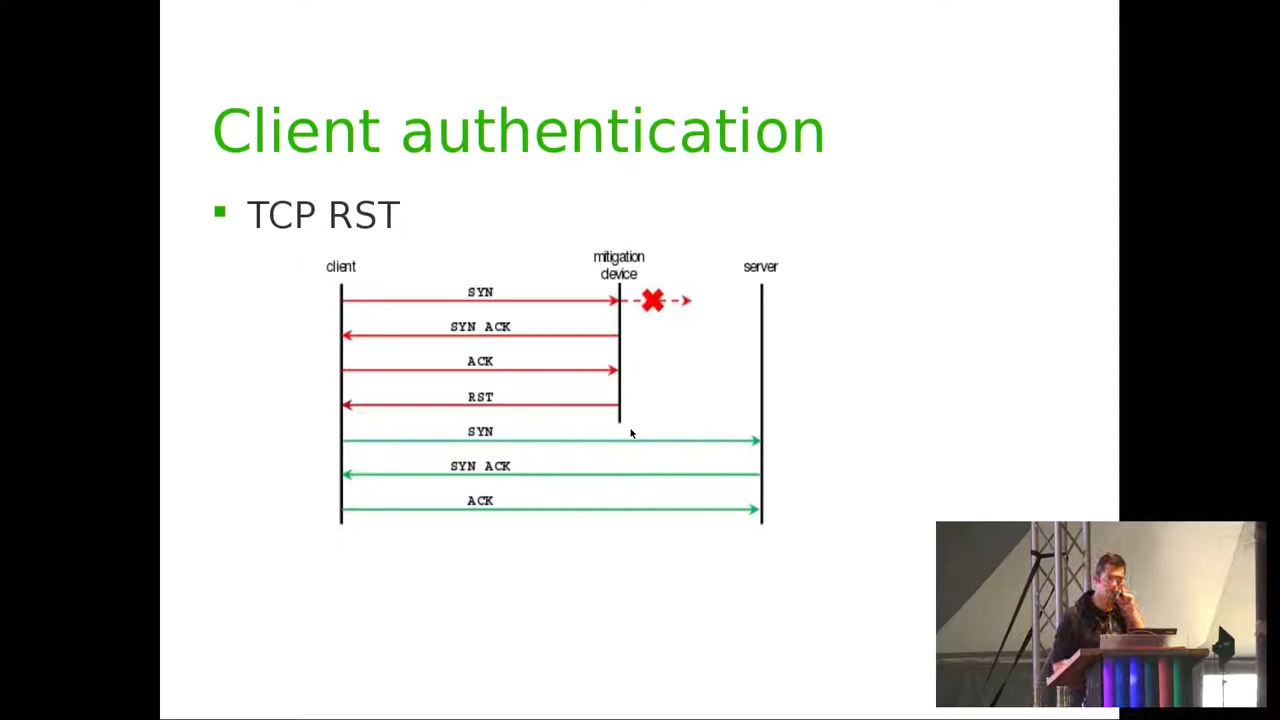 Client authentication
TCP RST
client
mitigation
device
server
SYN
SYN ACK
ACK
RST
SYN
SYN ACK
ACK